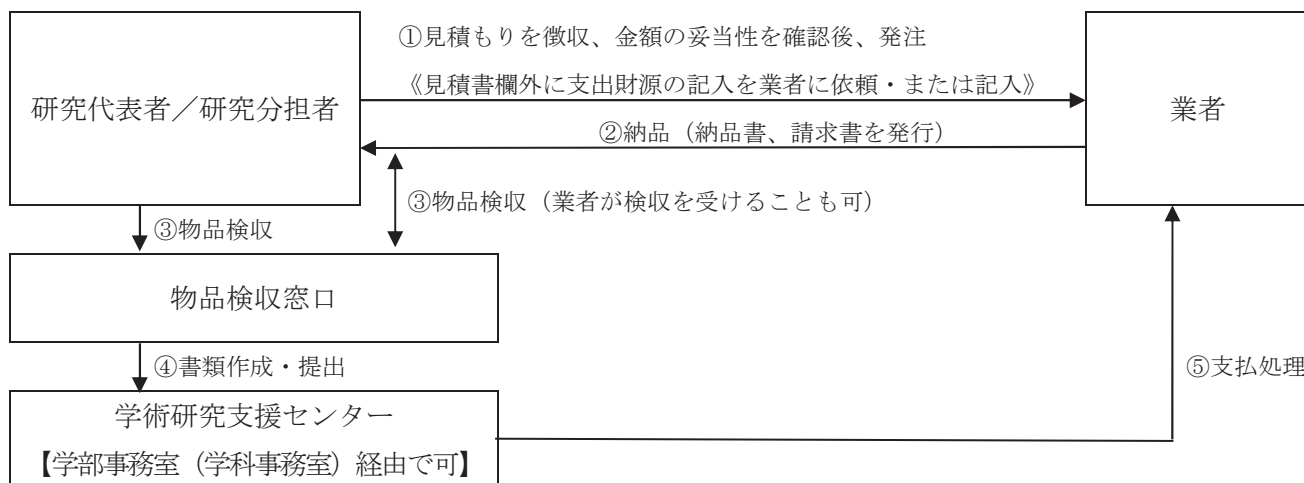 ①見積もりを徴収、金額の妥当性を確認後、発注
《見積書欄外に支出財源の記入を業者に依頼・または記入》
研究代表者／研究分担者
業者
②納品（納品書、請求書を発行）
③物品検収（業者が検収を受けることも可）
③物品検収
物品検収窓口
④書類作成・提出
⑤支払処理
学術研究支援センター
【学部事務室（学科事務室）経由で可】